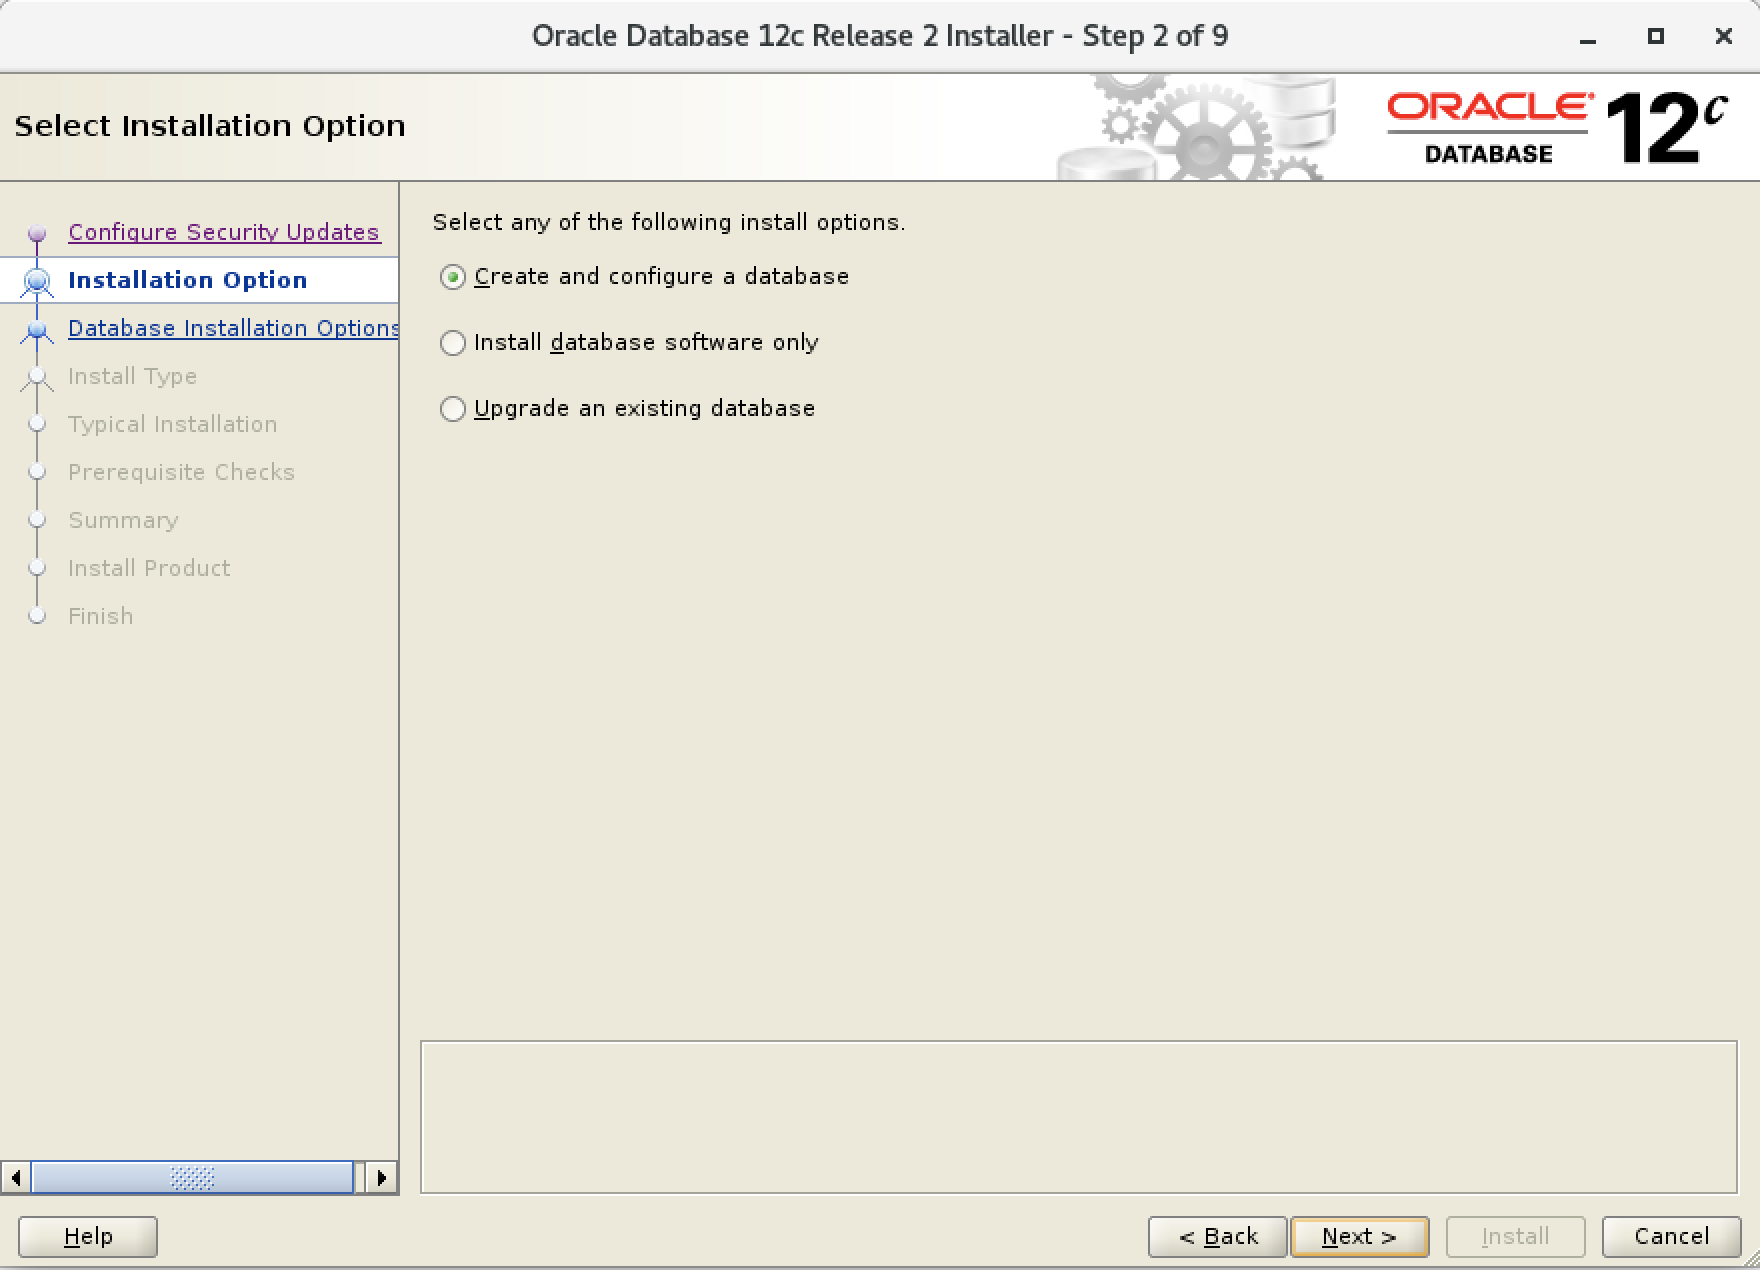 Oracle Database 12c Release 2 Installer - Step 2 of 9
Select Installation Option
ORACLE
DATABASE
12c
Configure Security Updates
Installation Option
Database Installation Options
Install Type
Typical Installation
Prerequisite Checks
Summary
Install Product
Finish
Select any of the following install options.
Create and configure a database
Install database software only
Upgrade an existing database
Help
< Back
Next >
Install
Cancel